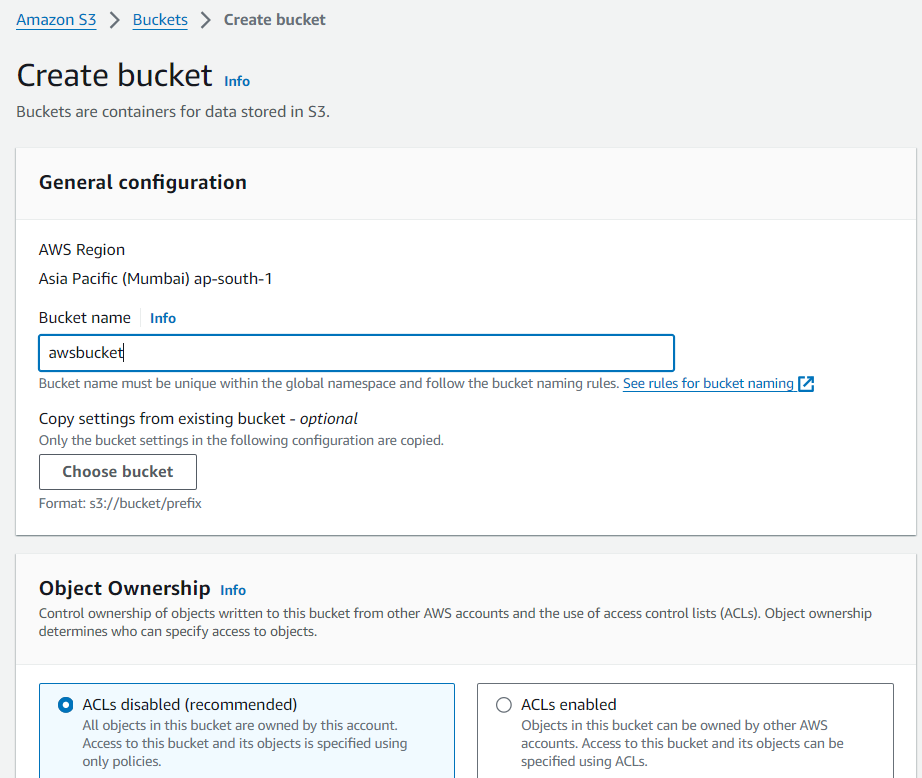 Amazon S3 > Buckets > Create bucket
Create bucket Info
Buckets are containers for data stored in S3.
General configuration
AWS Region
Asia Pacific (Mumbai) ap-south-1
Bucket name Info
awsbucket
Bucket name must be unique within the global namespace and follow the bucket naming rules. See rules for bucket naming
Copy settings from existing bucket - optional
Only the bucket settings in the following configuration are copied.
Choose bucket
Format: s3://bucket/prefix
Object Ownership Info
Control ownership of objects written to this bucket from other AWS accounts and the use of access control lists (ACLs). Object ownership
determines who can specify access to objects.
ACLs disabled (recommended)
All objects in this bucket are owned by this account.
Access to this bucket and its objects is specified using
only policies.
ACLs enabled
Objects in this bucket can be owned by other AWS
accounts. Access to this bucket and its objects can be
specified using ACLs.